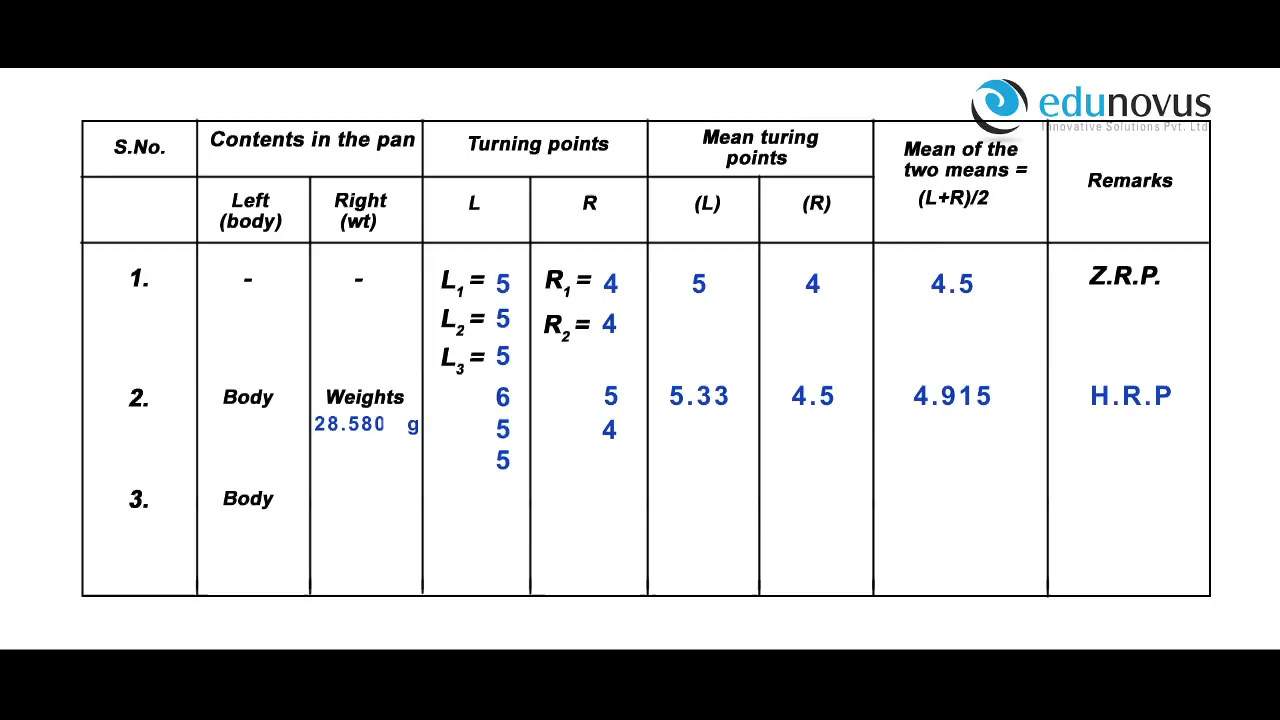 edunovus
Innovative Solutions Pvt. Ltd
S.No. Contents in the pan Turning points Mean turing points Mean of the two means = (L+R)/2 Remarks
Left (body) Right (wt) L R (L) (R)
1. - - L1 = 5 R1 = 4 5 4 4.5 Z.R.P.
L2 = 5 R2 = 4
L3 = 5
2. Body Weights 6 5 5.33 4.5 4.915 H.R.P
28.580 g 5 4
5
3. Body